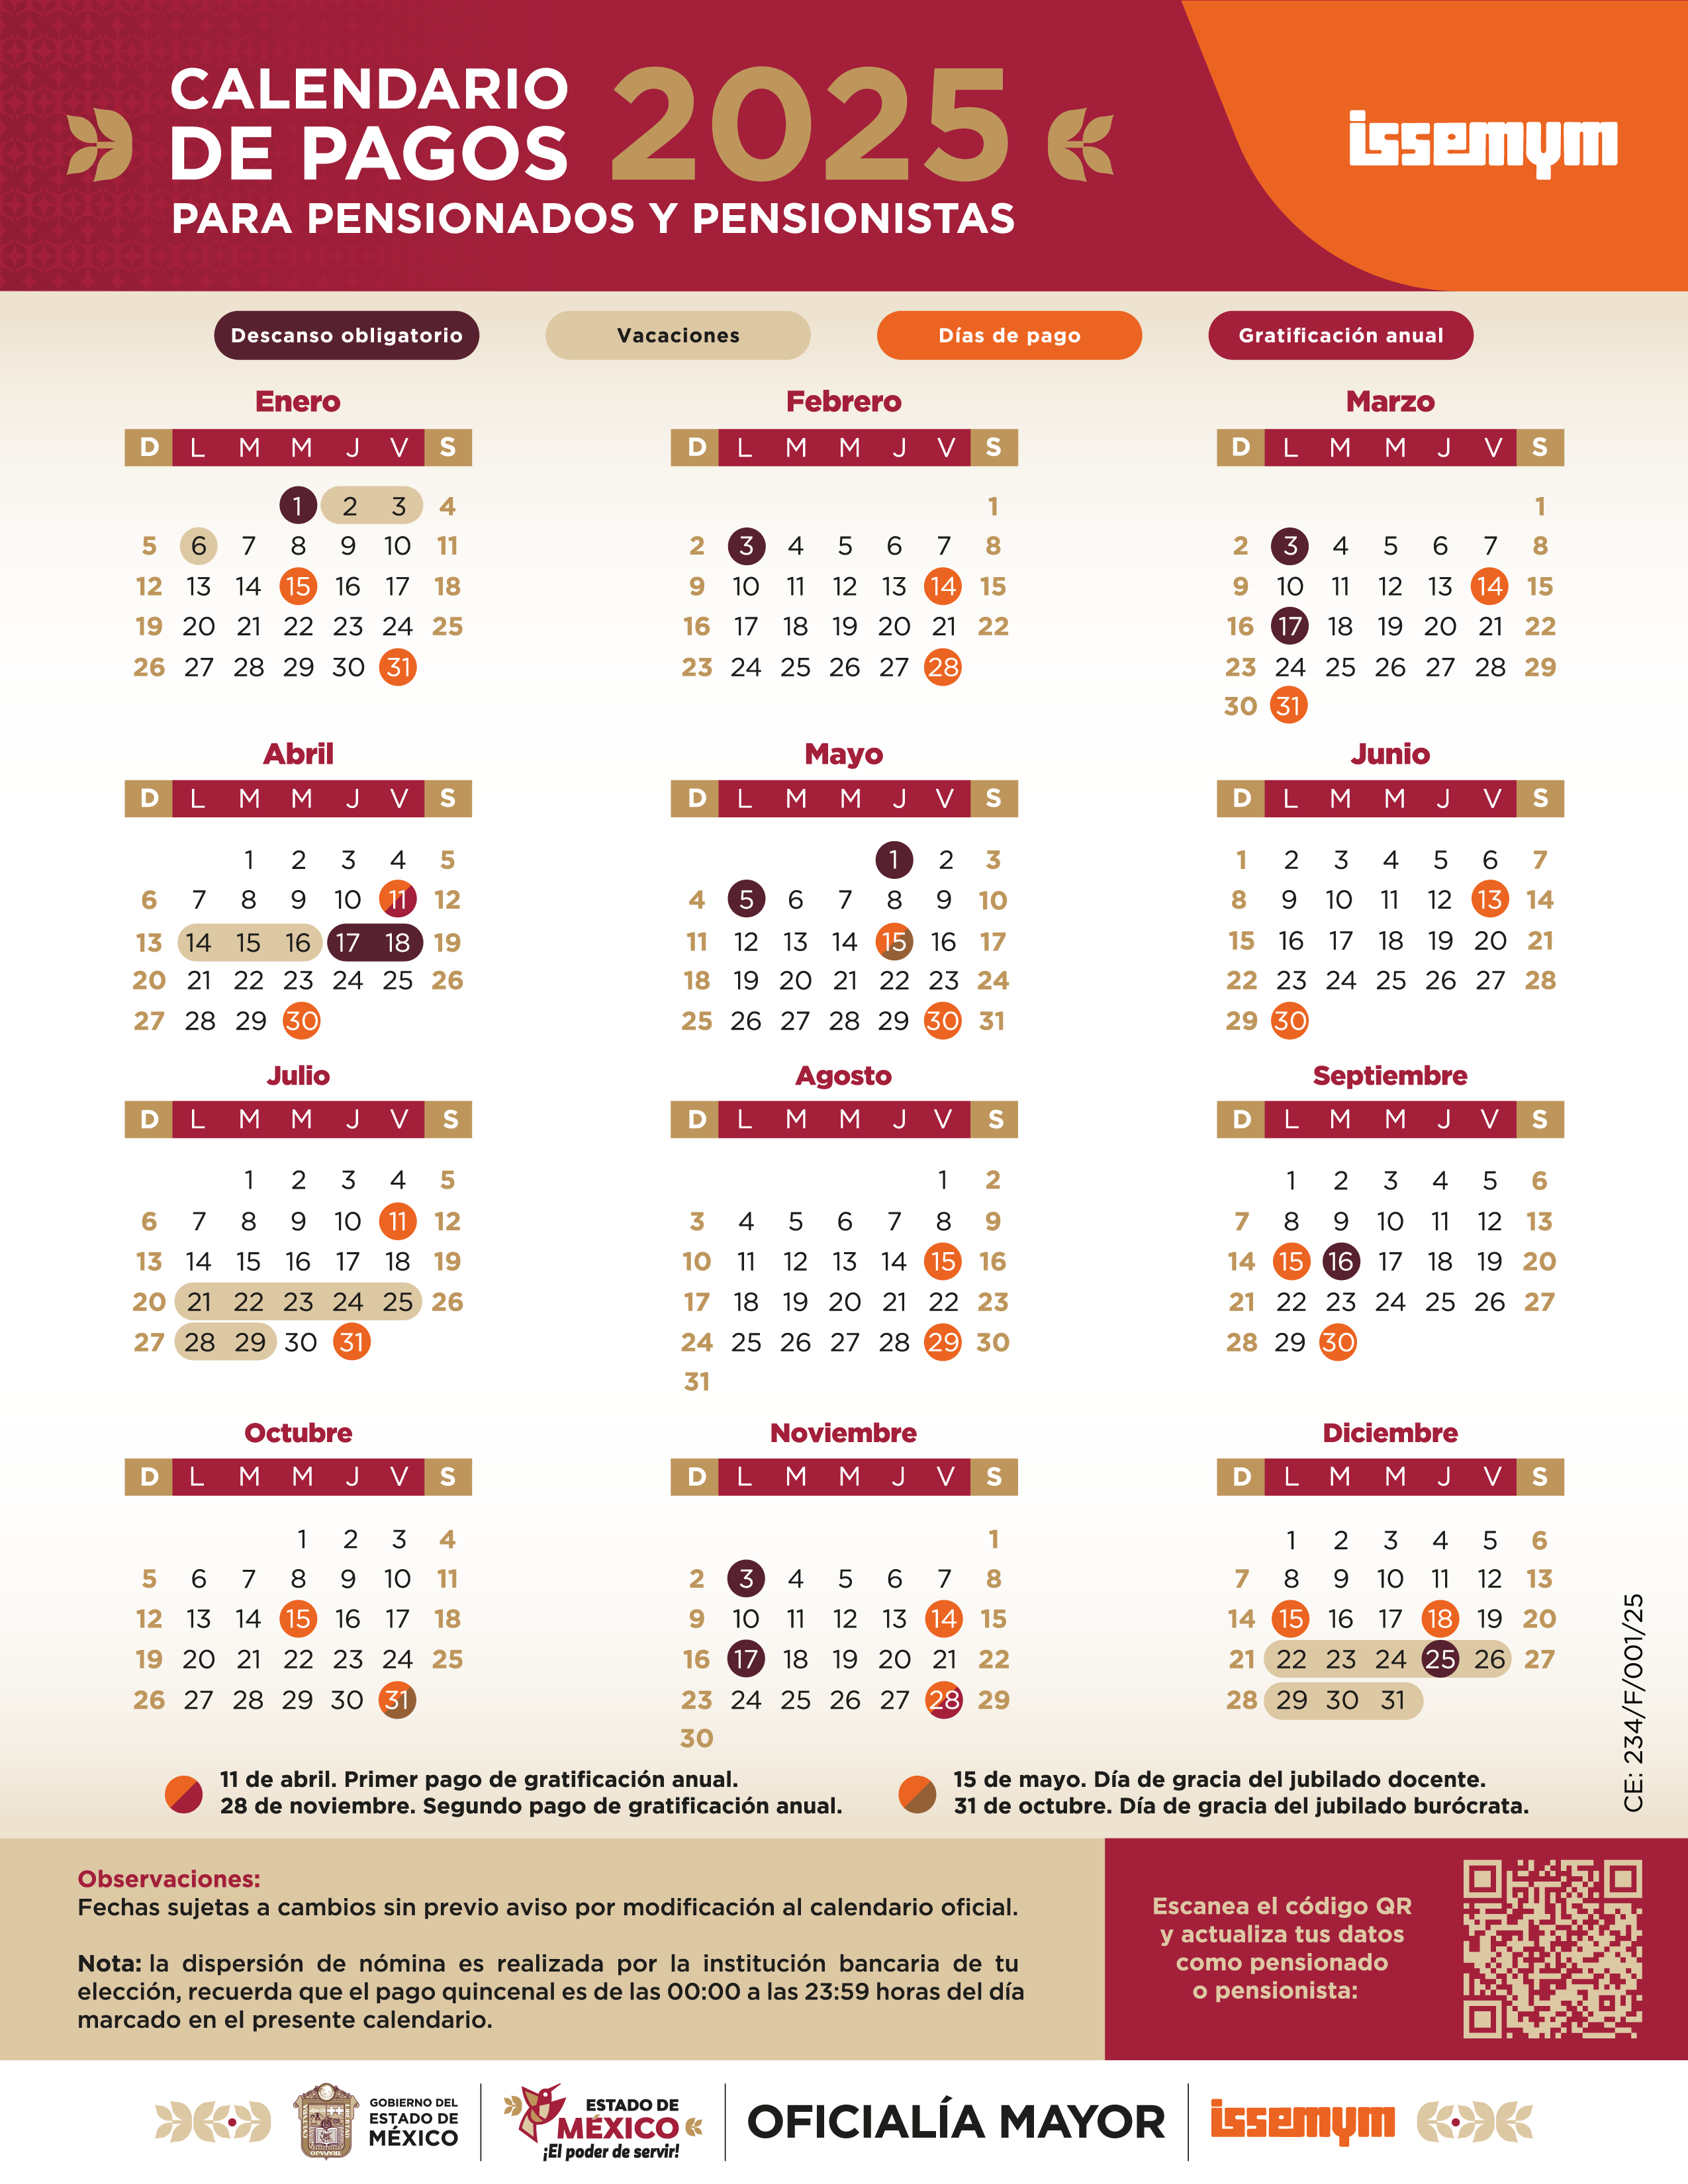 CALENDARIO
DE PAGOS 2025
PARA PENSIONADOS Y PENSIONISTAS
issemym
Descanso obligatorio Vacaciones Días de pago Gratificación anual
Enero
D L M M J V S
1 2 3 4
5 6 7 8 9 10 11
12 13 14 15 16 17 18
19 20 21 22 23 24 25
26 27 28 29 30 31
Febrero
D L M M J V S
1
2 3 4 5 6 7 8
9 10 11 12 13 14 15
16 17 18 19 20 21 22
23 24 25 26 27 28
Marzo
D L M M J V S
1
2 3 4 5 6 7 8
9 10 11 12 13 14 15
16 17 18 19 20 21 22
23 24 25 26 27 28 29
30 31
Abril
D L M M J V S
1 2 3 4 5
6 7 8 9 10 11 12
13 14 15 16 17 18 19
20 21 22 23 24 25 26
27 28 29 30
Mayo
D L M M J V S
1 2 3
4 5 6 7 8 9 10
11 12 13 14 15 16 17
18 19 20 21 22 23 24
25 26 27 28 29 30 31
Junio
D L M M J V S
1 2 3 4 5 6 7
8 9 10 11 12 13 14
15 16 17 18 19 20 21
22 23 24 25 26 27 28
29 30
Julio
D L M M J V S
1 2 3 4 5
6 7 8 9 10 11 12
13 14 15 16 17 18 19
20 21 22 23 24 25 26
27 28 29 30 31
Agosto
D L M M J V S
1 2
3 4 5 6 7 8 9
10 11 12 13 14 15 16
17 18 19 20 21 22 23
24 25 26 27 28 29 30
31
Septiembre
D L M M J V S
1 2 3 4 5 6
7 8 9 10 11 12 13
14 15 16 17 18 19 20
21 22 23 24 25 26 27
28 29 30
Octubre
D L M M J V S
1 2 3 4
5 6 7 8 9 10 11
12 13 14 15 16 17 18
19 20 21 22 23 24 25
26 27 28 29 30 31
Noviembre
D L M M J V S
1
2 3 4 5 6 7 8
9 10 11 12 13 14 15
16 17 18 19 20 21 22
23 24 25 26 27 28 29
30
Diciembre
D L M M J V S
1 2 3 4 5 6
7 8 9 10 11 12 13
14 15 16 17 18 19 20
21 22 23 24 25 26 27
28 29 30 31
CE: 234/F/001/25
11 de abril. Primer pago de gratificación anual.
28 de noviembre. Segundo pago de gratificación anual.
15 de mayo. Día de gracia del jubilado docente.
31 de octubre. Día de gracia del jubilado burócrata.
Observaciones:
Fechas sujetas a cambios sin previo aviso por modificación al calendario oficial.
Nota: la dispersión de nómina es realizada por la institución bancaria de tu
elección, recuerda que el pago quincenal es de las 00:00 a las 23:59 horas del día
marcado en el presente calendario.
Escanea el código QR
y actualiza tus datos
como pensionado
o pensionista:
GOBIERNO DEL
ESTADO DE
MÉXICO
ESTADO DE
MÉXICO
¡El poder de servir!
OFICIALÍA MAYOR
issemym